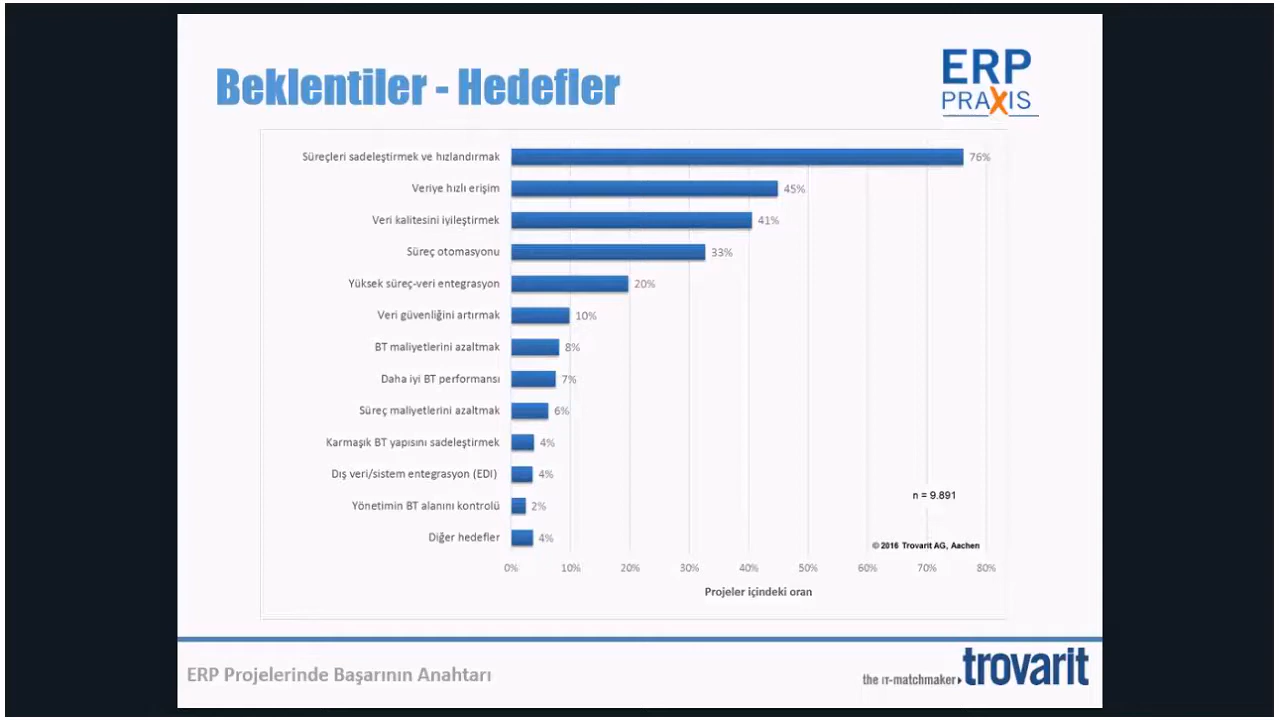 Beklentiler - Hedefler
ERP
PRAXIS
Süreçleri sadeleştirmek ve hızlandırmak 76%
Veriye hızlı erişim 45%
Veri kalitesini iyileştirmek 41%
Süreç otomasyonu 33%
Yüksek süreç-veri entegrasyon 20%
Veri güvenliğini artırmak 10%
BT maliyetlerini azaltmak 8%
Daha iyi BT performansı 7%
Süreç maliyetlerini azaltmak 6%
Karmaşık BT yapısını sadeleştirmek 4%
Dış veri/sistem entegrasyon (EDI) 4%
Yönetimin BT alanını kontrolü 2%
Diğer hedefler 4%
n = 9.891
© 2016 Trovarit AG, Aachen
0% 10% 20% 30% 40% 50% 60% 70% 80%
Projeler içindeki oran
ERP Projelerinde Başarının Anahtarı
the IT-matchmaker trovarit